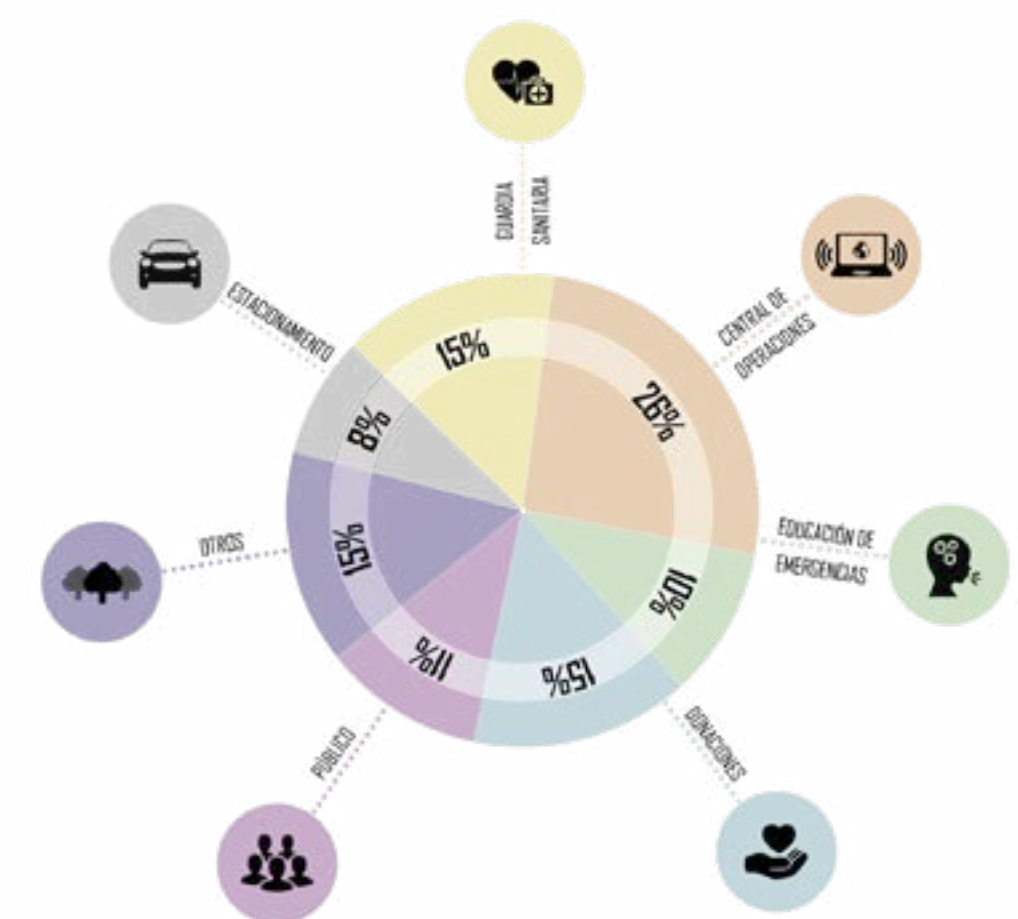 GUARDIA
SANITARIA
15%
CENTRAL DE
OPERACIONES
26%
EDUCACIÓN DE
EMERGENCIAS
10%
DONACIONES
15%
PÚBLICO
11%
OTROS
15%
ESTACIONAMIENTO
8%